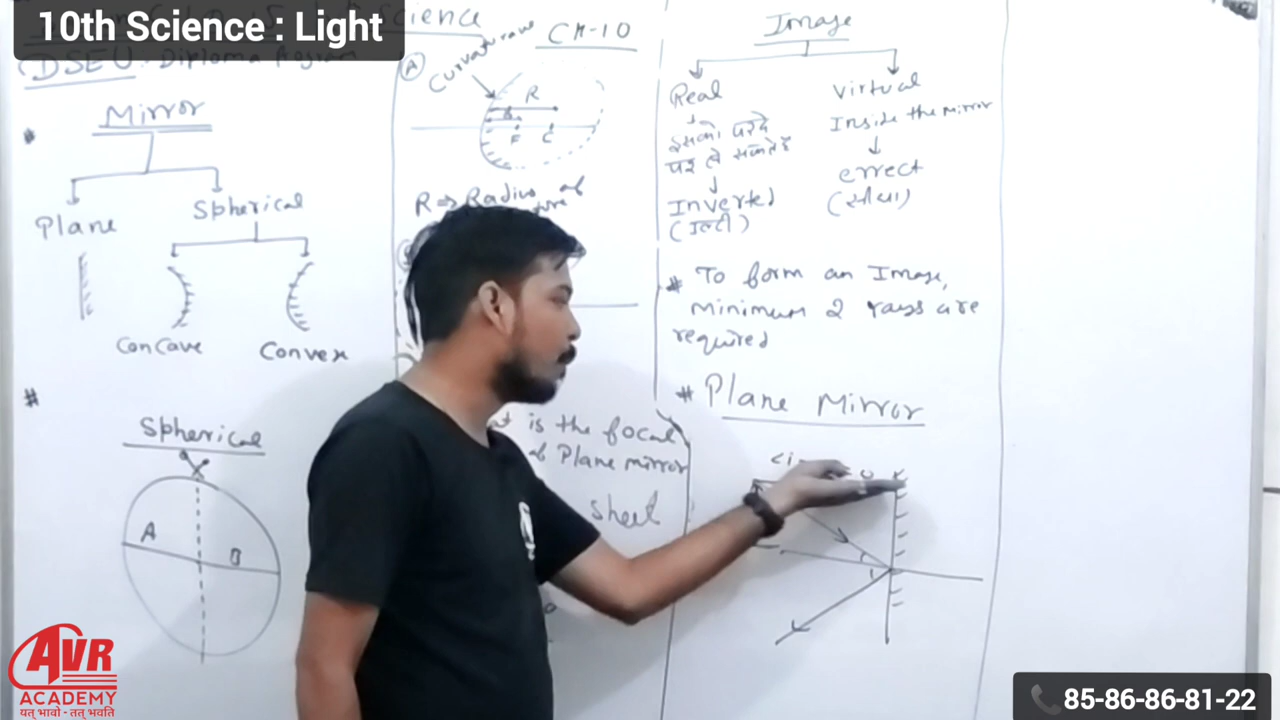 10th Science : Light
Science
DSEU Diploma
CH-10
Mirror
Plane
Spherical
Concave
Convex
#
Spherical
A
B
A
Curvature
R
F
C
R => Radius of
is the focal
of Plane mirror
sheet
Image
Real
इसको परदे
पर ले सकते हैं
Inverted
(उल्टी)
Virtual
Inside the mirror
errect
(सीधा)
* To form an Image,
minimum 2 rays are
required
# Plane Mirror
<i
i
AVR
ACADEMY
यत् भावो - तत् भवति
85-86-86-81-22